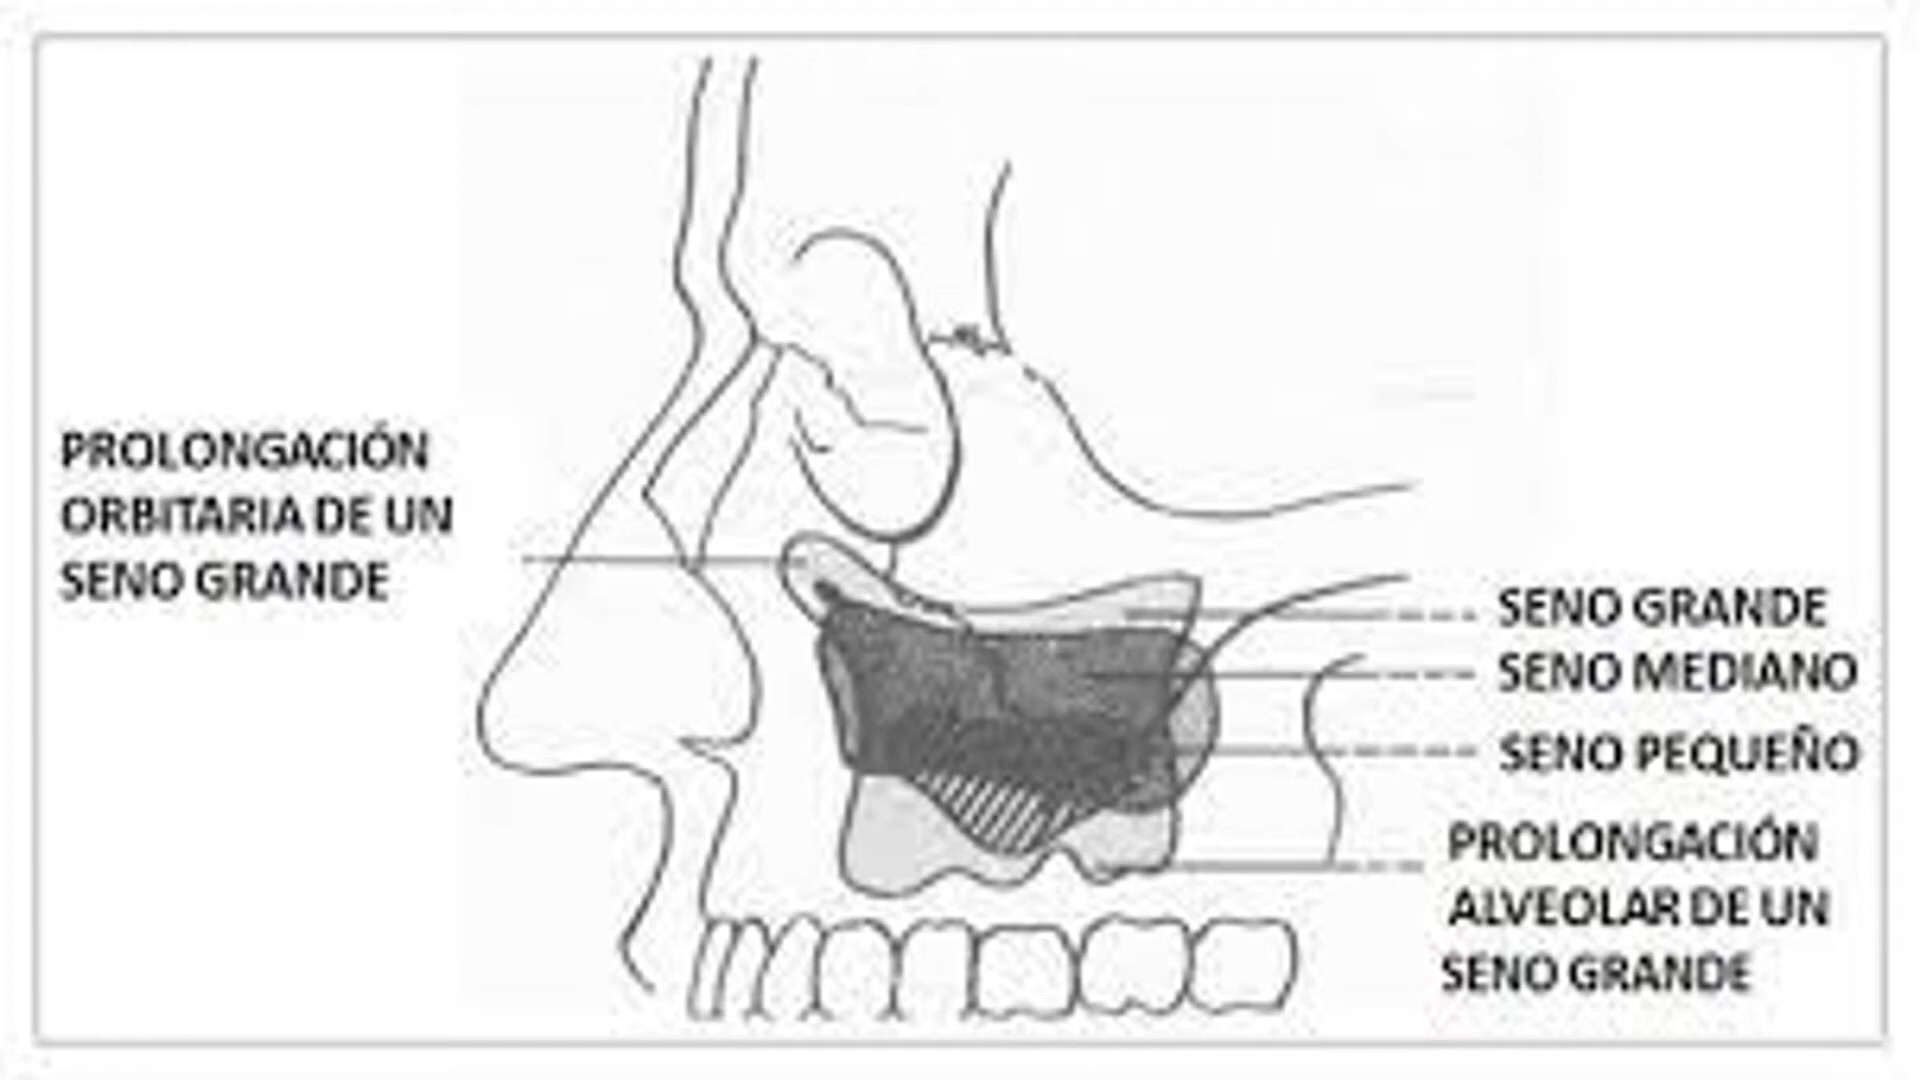 PROLONGACIÓN
ORBITARIA DE UN
SENO GRANDE
SENO GRANDE
SENO MEDIANO
SENO PEQUEÑO
PROLONGACIÓN
ALVEOLAR DE UN
SENO GRANDE